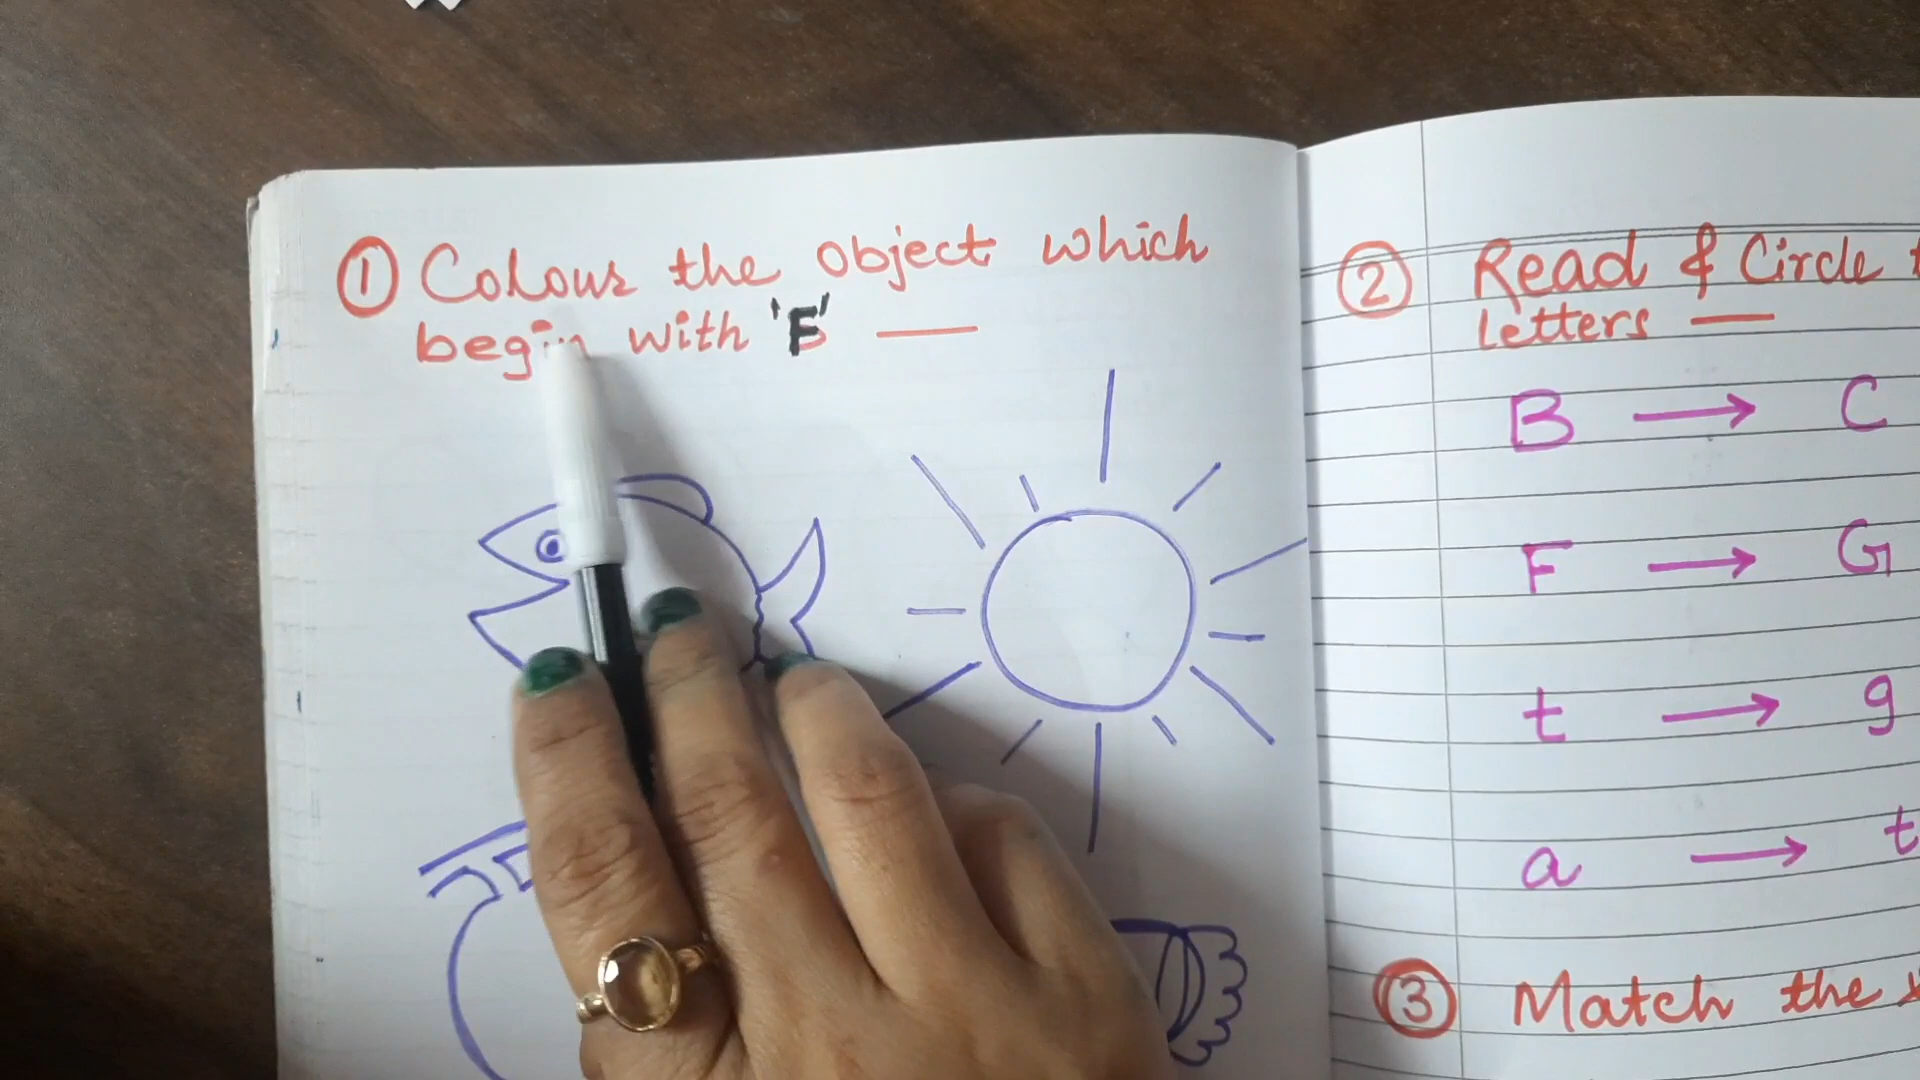 ① Colour the object which
begin with 'F' —
② Read & Circle
letters —
B → C
F → G
t → g
a → t
③ Match the